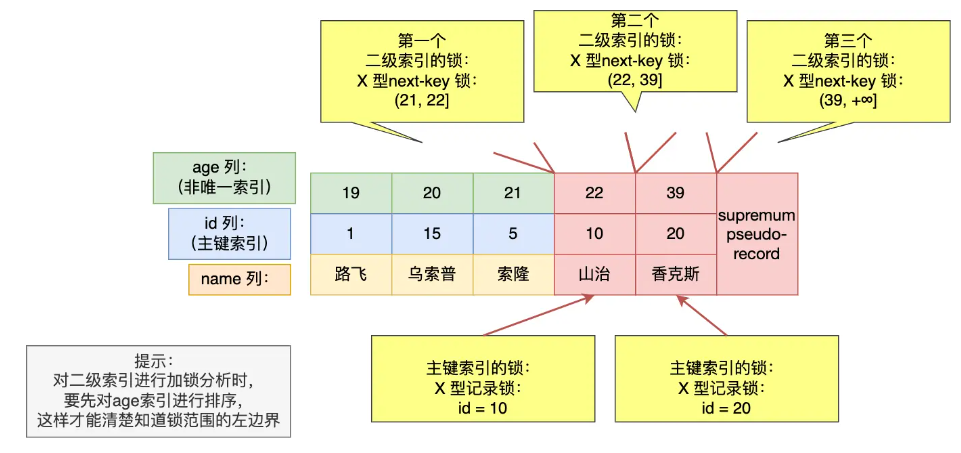 第一个
二级索引的锁：
X 型next-key 锁：
(21, 22]
第二个
二级索引的锁：
X 型next-key 锁：
(22, 39]
第三个
二级索引的锁：
X 型next-key 锁：
(39, +∞]
age 列：
(非唯一索引)
19
20
21
22
39
supremum
pseudo-
record
id 列：
(主键索引)
1
15
5
10
20
name 列：
路飞
乌索普
索隆
山治
香克斯
提示：
对二级索引进行加锁分析时，
要先对age索引进行排序，
这样才能清楚知道锁范围的左边界
主键索引的锁：
X 型记录锁：
id = 10
主键索引的锁：
X 型记录锁：
id = 20